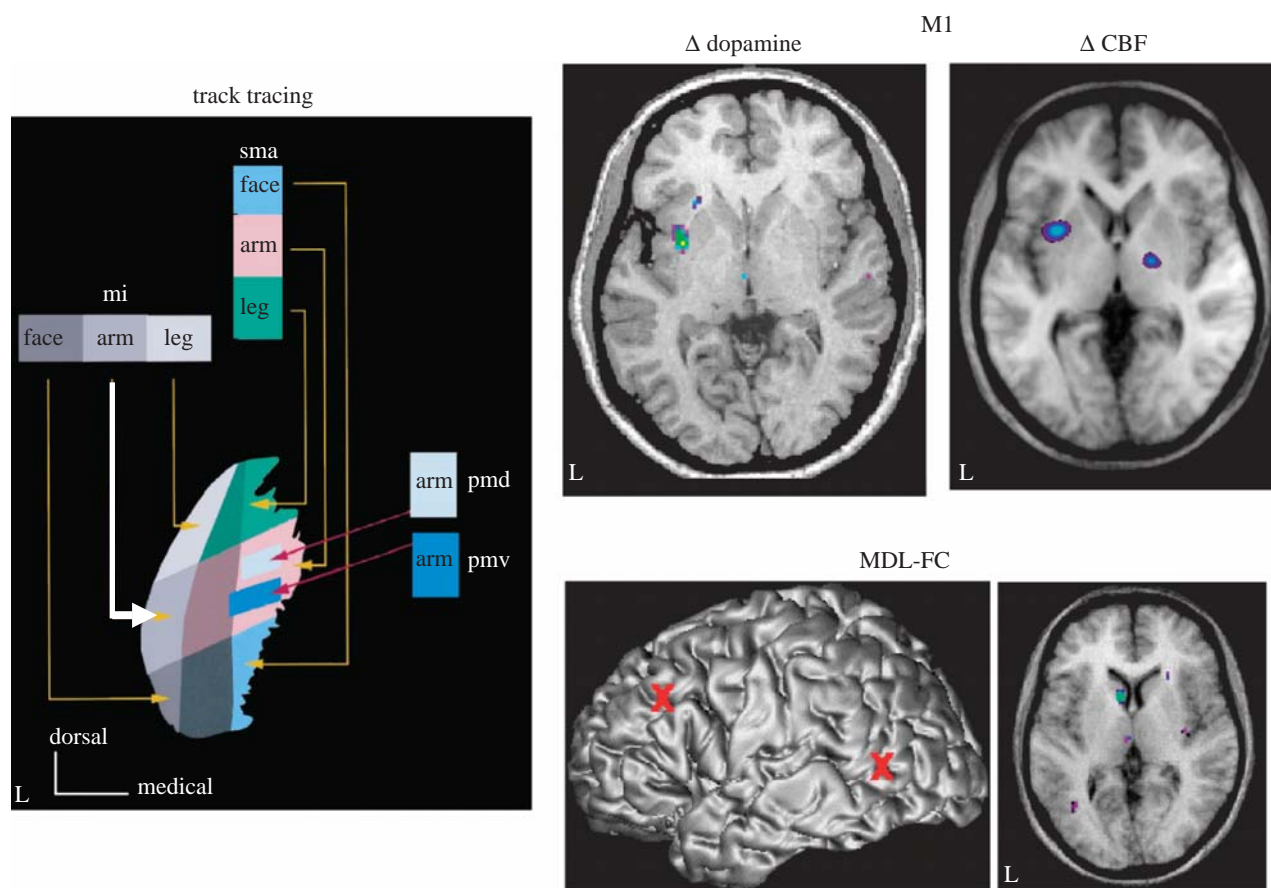 track tracing
sma
face
arm
leg
mi
face arm leg
arm pmd
arm pmv
dorsal
medical
L
M1
Δ dopamine
Δ CBF
L
L
MDL-FC
X
X
L